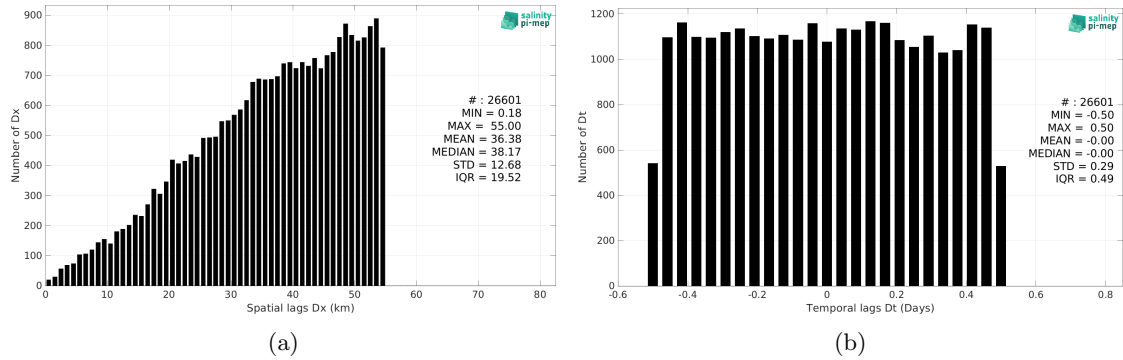 salinity
pi-mep
900
800
700
600
500
400
300
200
100
0
Number of Dx
# : 26601
MIN = 0.18
MAX = 55.00
MEAN = 36.38
MEDIAN = 38.17
STD = 12.68
IQR = 19.52
0 10 20 30 40 50 60 70 80
Spatial lags Dx (km)
(a)
salinity
pi-mep
1200
1000
800
600
400
200
0
Number of Dt
# : 26601
MIN = -0.50
MAX = 0.50
MEAN = -0.00
MEDIAN = -0.00
STD = 0.29
IQR = 0.49
-0.6 -0.4 -0.2 0 0.2 0.4 0.6 0.8
Temporal lags Dt (Days)
(b)